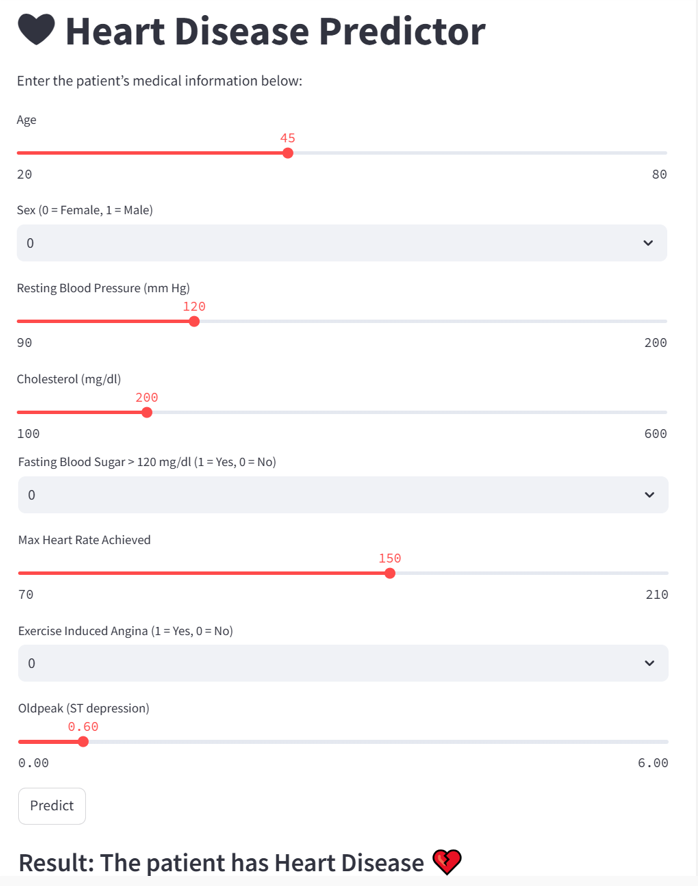 Heart Disease Predictor
Enter the patient’s medical information below:
Age
45
20 80
Sex (0 = Female, 1 = Male)
0
Resting Blood Pressure (mm Hg)
120
90 200
Cholesterol (mg/dl)
200
100 600
Fasting Blood Sugar > 120 mg/dl (1 = Yes, 0 = No)
0
Max Heart Rate Achieved
150
70 210
Exercise Induced Angina (1 = Yes, 0 = No)
0
Oldpeak (ST depression)
0.60
0.00 6.00
Predict
Result: The patient has Heart Disease